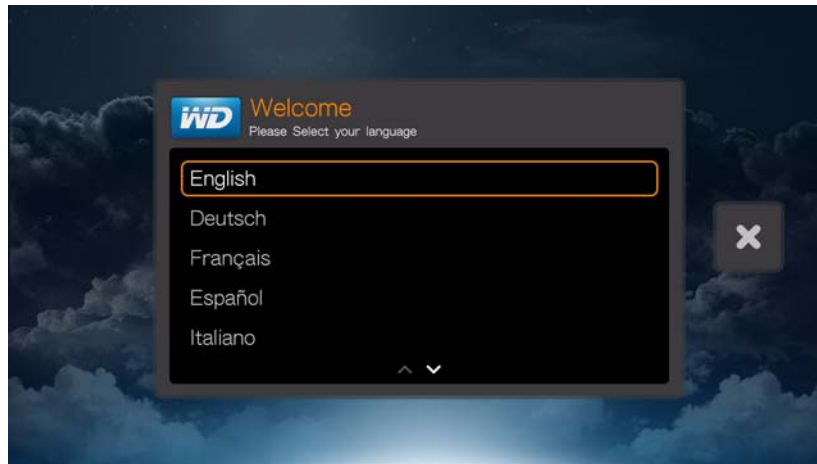 WD
Welcome
Please Select your language
English
Deutsch
Français
Español
Italiano